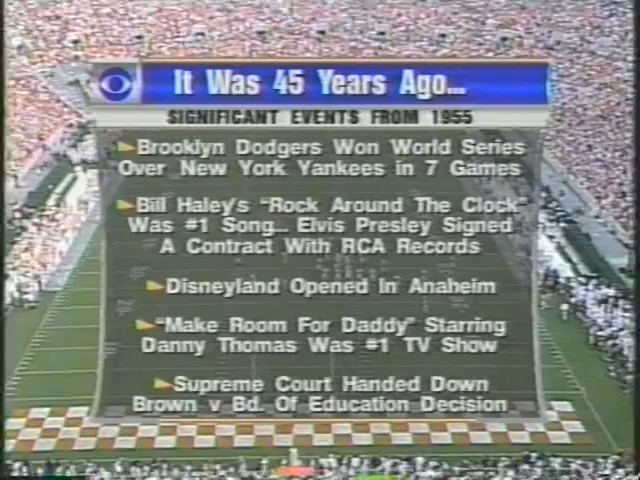 It Was 45 Years Ago...
SIGNIFICANT EVENTS FROM 1955
Brooklyn Dodgers Won World Series
Over New York Yankees in 7 Games
Bill Haley's "Rock Around The Clock"
Was #1 Song... Elvis Presley Signed
A Contract With RCA Records
Disneyland Opened In Anaheim
"Make Room For Daddy" Starring
Danny Thomas Was #1 TV Show
Supreme Court Handed Down
Brown v Bd. Of Education Decision